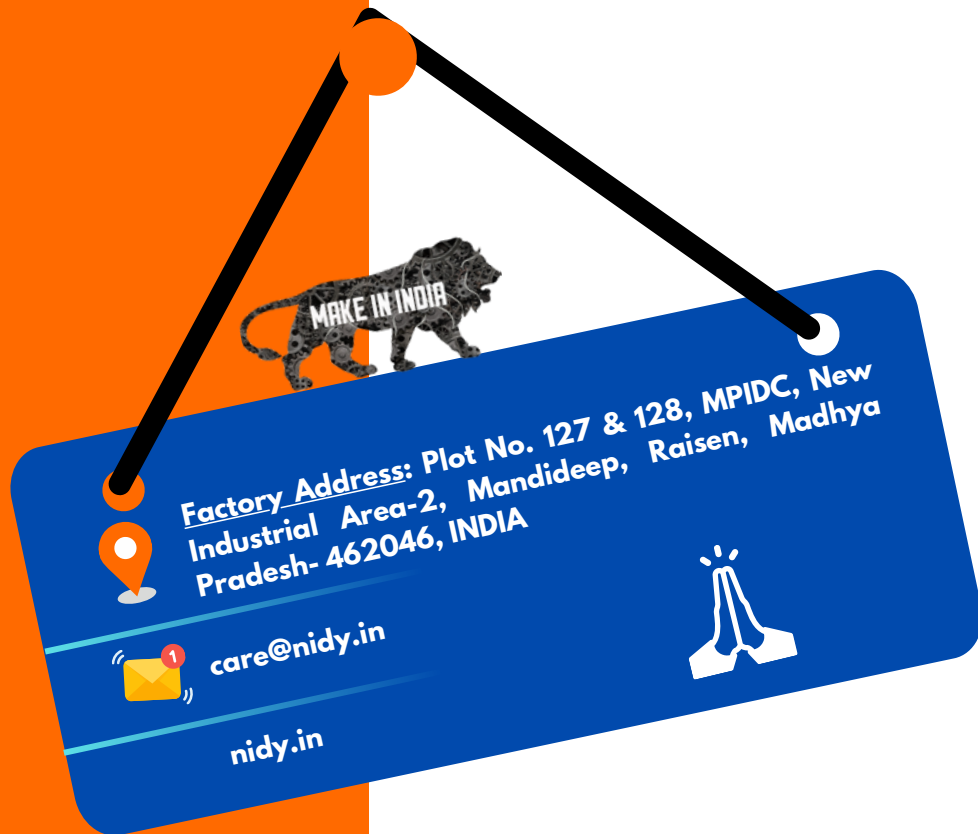 MAKE IN INDIA
Factory Address: Plot No. 127 & 128, MPIDC, New
Industrial Area-2, Mandideep, Raisen, Madhya
Pradesh- 462046, INDIA
1
care@nidy.in
nidy.in